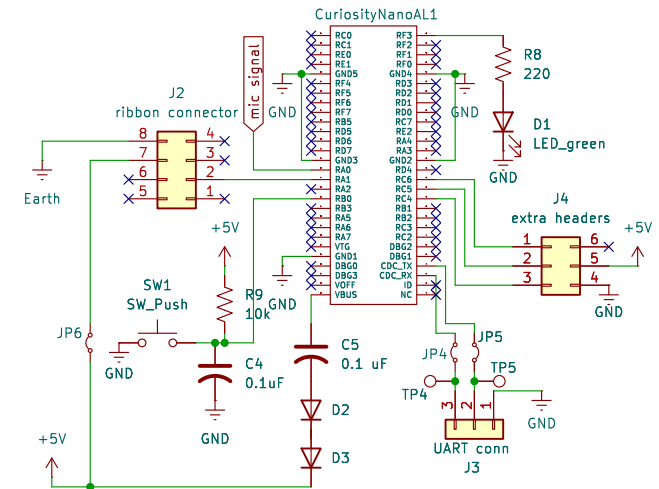 CuriosityNanoAL1
RC0
RC1
RE0
RE1
GND5
RF4
RF5
RF6
RF7
RB5
RD5
RD6
RD7
GND3
RA0
RA1
RA2
RB0
RB3
RA5
RA6
RA7
VTG
GND1
DBG0
DBG3
VOFF
VBUS
RF3
RF2
RF1
RF0
GND4
RD3
RD2
RD1
RD0
RC7
RE2
RA4
RA3
GND2
RD4
RC6
RC5
RC4
RB1
RB2
RC3
RC2
DBG2
DBG1
CDC_TX
CDC_RX
ID
NC
mic signal
GND
GND
R8
220
D1
LED_green
GND
J2
ribbon connector
8
7
6
5
4
3
2
1
Earth
J4
extra headers
1
2
3
6
5
4
+5V
GND
+5V
SW1
SW_Push
R9
10k
GND
JP6
GND
C4
0.1uF
GND
C5
0.1 uF
D2
D3
+5V
JP4
JP5
TP4
TP5
3
2
1
GND
UART conn
J3